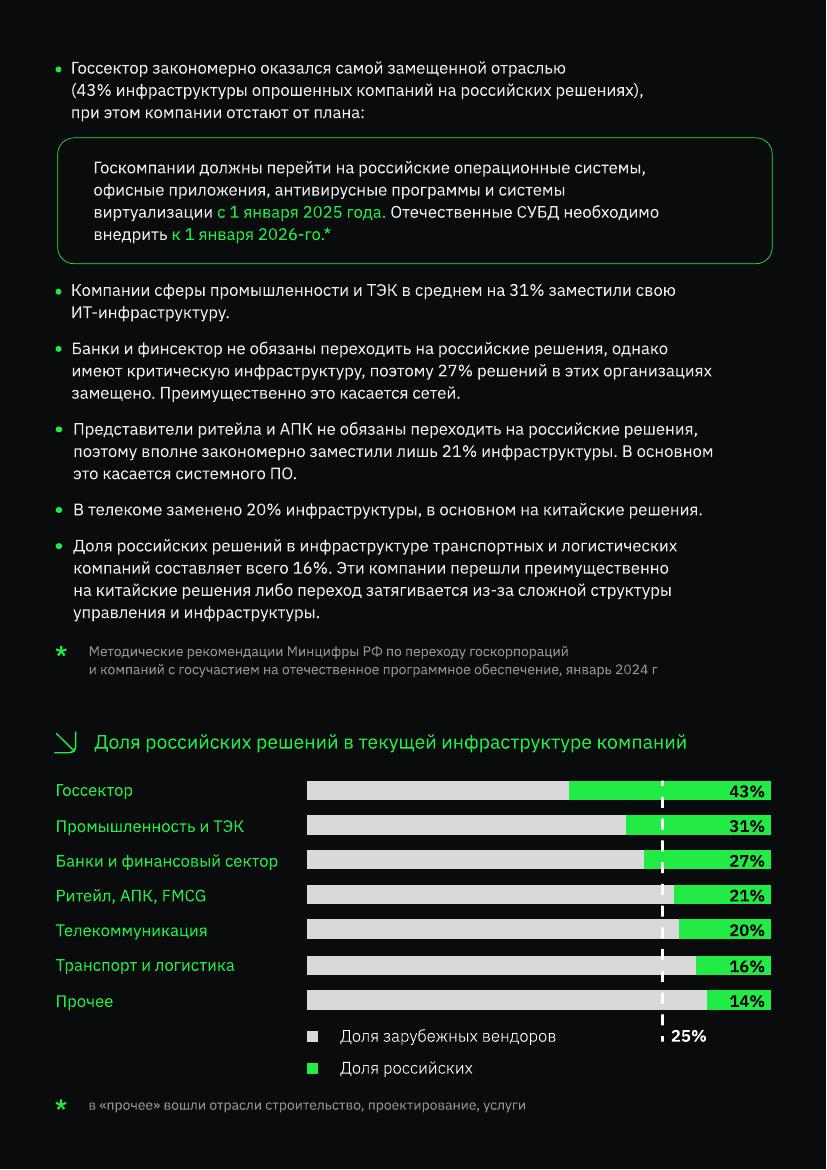 • Госсектор закономерно оказался самой замещенной отраслью
(43% инфраструктуры опрошенных компаний на российских решениях),
при этом компании отстают от плана:
Госкомпании должны перейти на российские операционные системы,
офисные приложения, антивирусные программы и системы
виртуализации с 1 января 2025 года. Отечественные СУБД необходимо
внедрить к 1 января 2026-го.*
• Компании сферы промышленности и ТЭК в среднем на 31% заместили свою
ИТ-инфраструктуру.
• Банки и финсектор не обязаны переходить на российские решения, однако
имеют критическую инфраструктуру, поэтому 27% решений в этих организациях
замещено. Преимущественно это касается сетей.
• Представители ритейла и АПК не обязаны переходить на российские решения,
поэтому вполне закономерно заместили лишь 21% инфраструктуры. В основном
это касается системного ПО.
• В телекоме заменено 20% инфраструктуры, в основном на китайские решения.
• Доля российских решений в инфраструктуре транспортных и логистических
компаний составляет всего 16%. Эти компании перешли преимущественно
на китайские решения либо переход затягивается из-за сложной структуры
управления и инфраструктуры.
* Методические рекомендации Минцифры РФ по переходу госкорпораций
и компаний с госучастием на отечественное программное обеспечение, январь 2024 г
Доля российских решений в текущей инфраструктуре компаний
Госсектор 43%
Промышленность и ТЭК 31%
Банки и финансовый сектор 27%
Ритейл, АПК, FMCG 21%
Телекоммуникация 20%
Транспорт и логистика 16%
Прочее 14%
Доля зарубежных вендоров 25%
Доля российских
* в «прочее» вошли отрасли строительство, проектирование, услуги